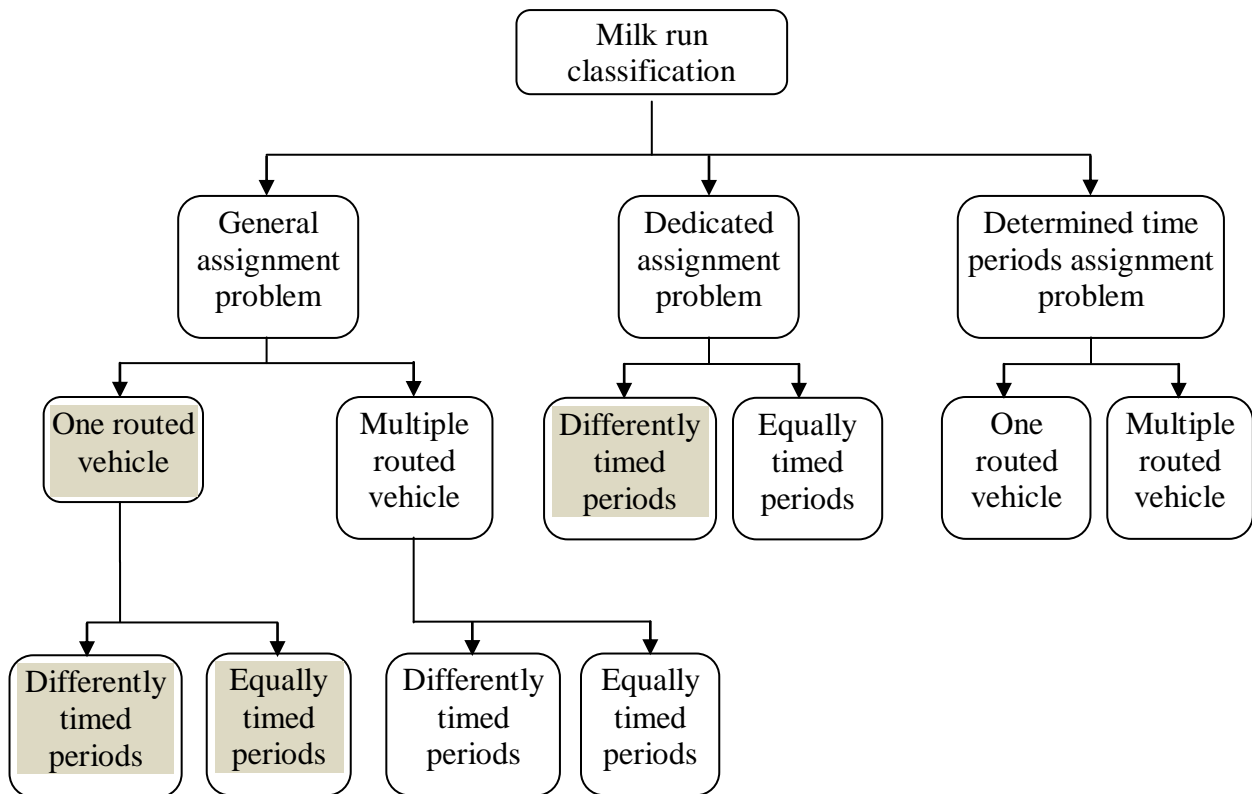 Milk run
classification
General
assignment
problem
Dedicated
assignment
problem
Determined time
periods assignment
problem
One routed
vehicle
Multiple
routed
vehicle
Differently
timed
periods
Equally
timed
periods
One
routed
vehicle
Multiple
routed
vehicle
Differently
timed
periods
Equally
timed
periods
Differently
timed
periods
Equally
timed
periods